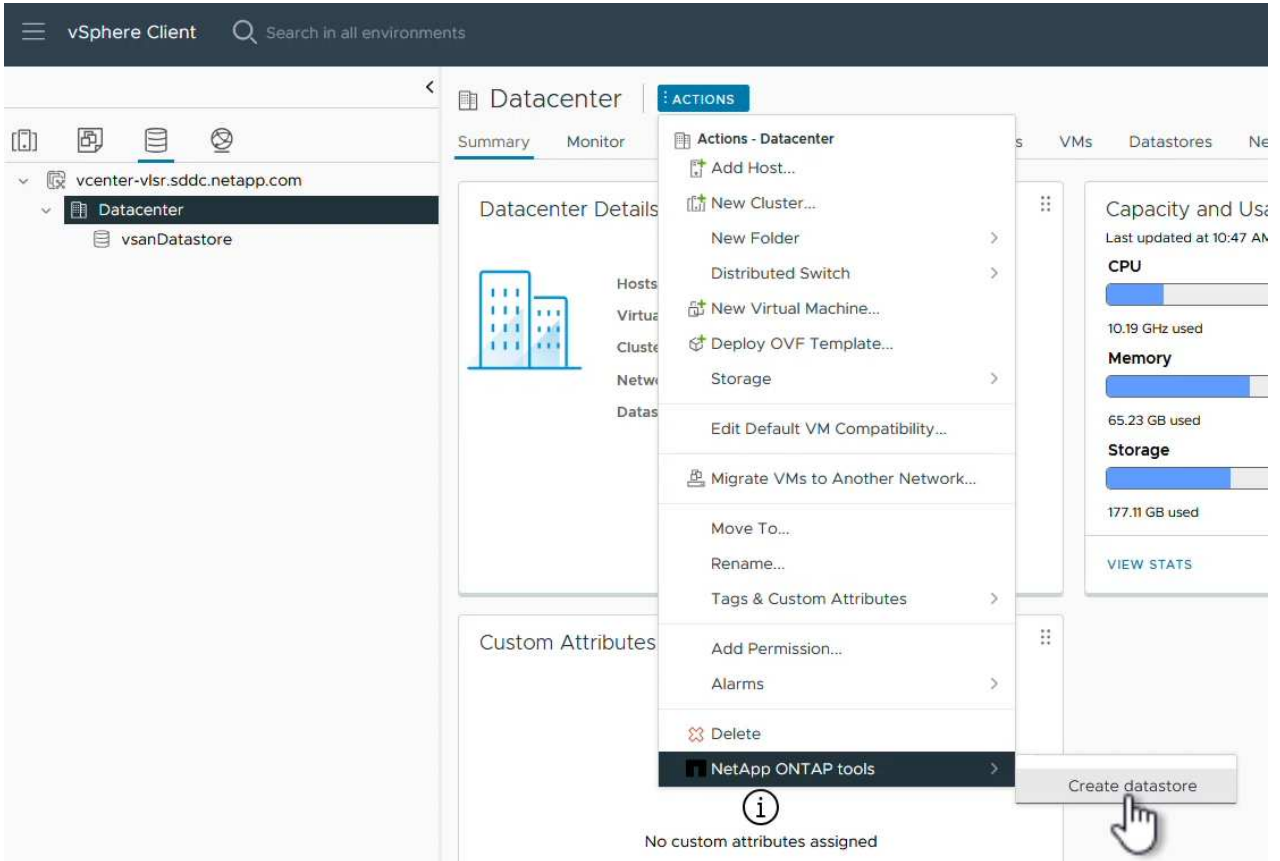 vSphere Client
Search in all environments
vcenter-vlsr.sddc.netapp.com
Datacenter
vsanDatastore
Datacenter
ACTIONS
Summary
Monitor
VMs
Datastores
Actions - Datacenter
Add Host...
New Cluster...
New Folder
Distributed Switch
New Virtual Machine...
Deploy OVF Template...
Storage
Edit Default VM Compatibility...
Migrate VMs to Another Network...
Move To...
Rename...
Tags & Custom Attributes
Add Permission...
Alarms
Delete
NetApp ONTAP tools
Create datastore
Datacenter Details
Hosts
Capacity and
Last updated at 10:47
CPU
10.19 GHz used
Memory
65.23 GB used
Storage
177.11 GB used
VIEW STATS
Custom Attributes
No custom attributes assigned